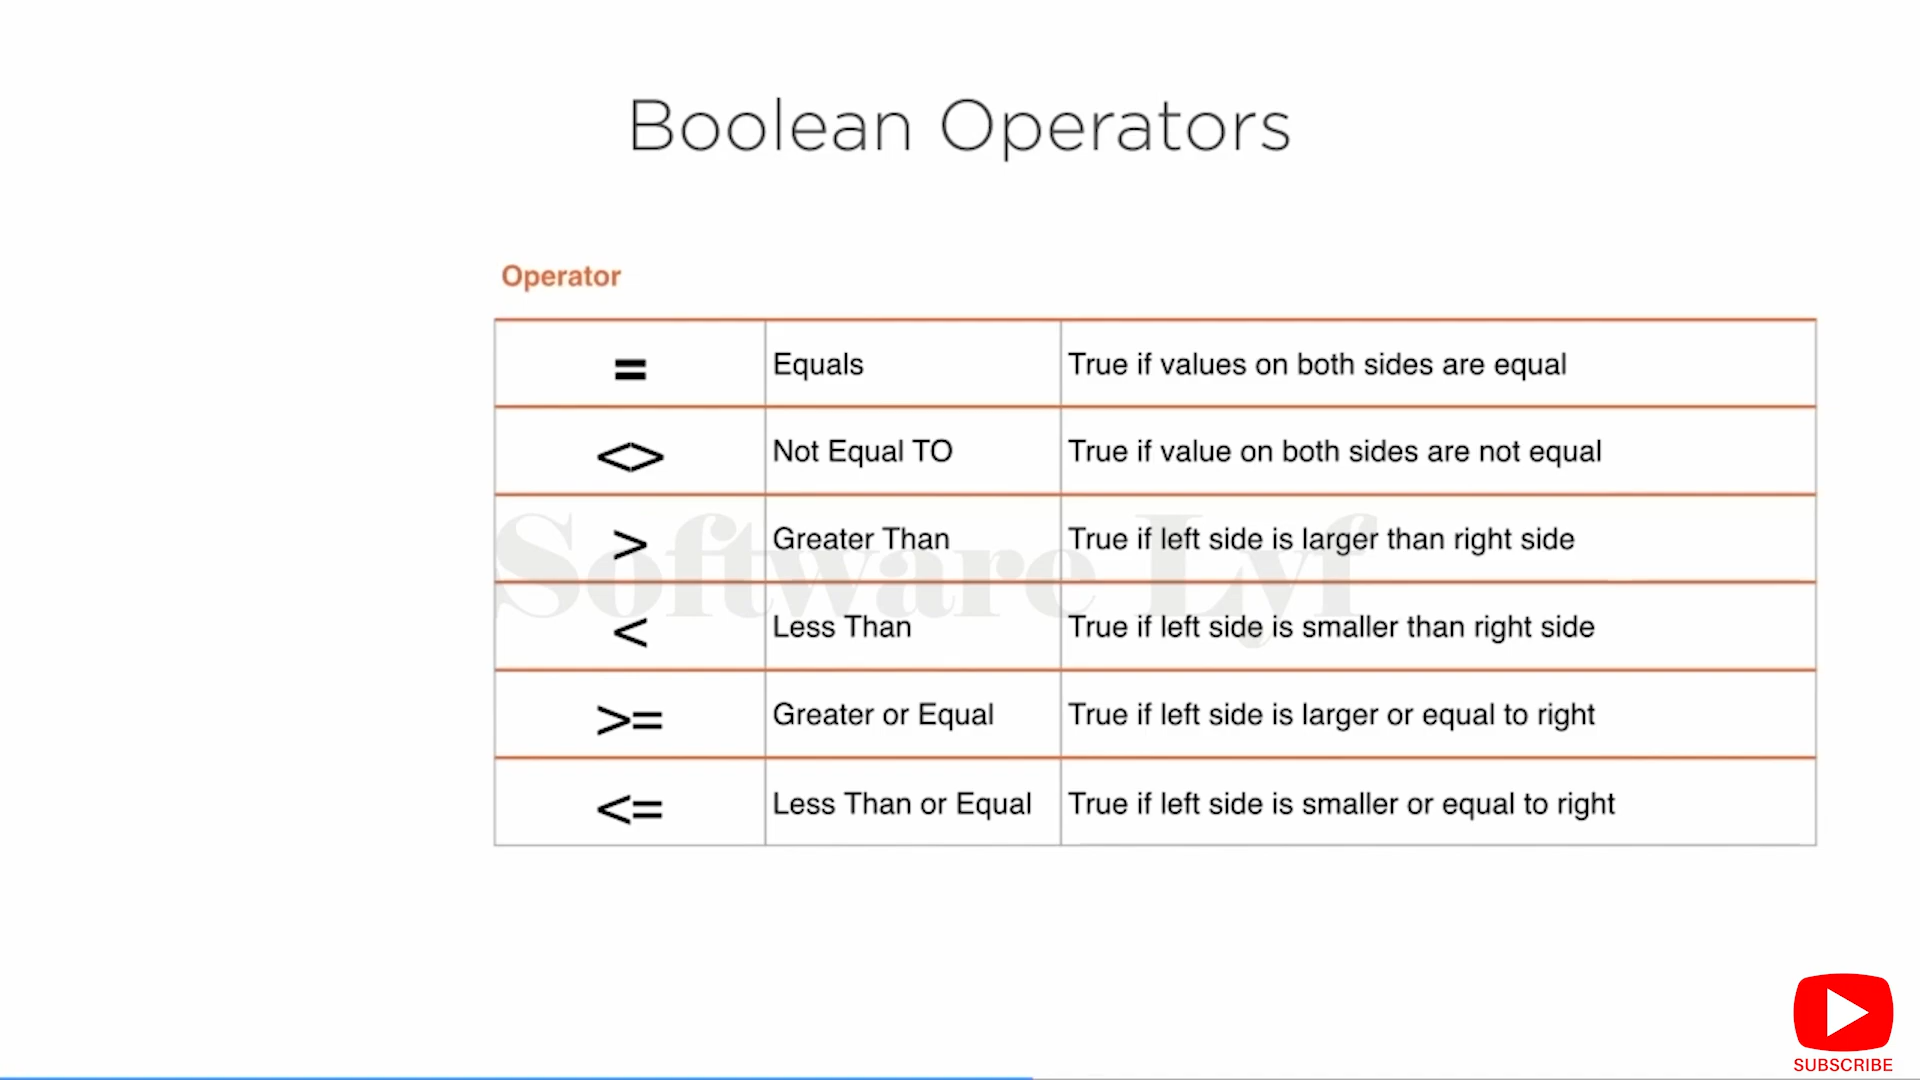 Boolean Operators
Operator
= Equals True if values on both sides are equal
<> Not Equal TO True if value on both sides are not equal
> Greater Than True if left side is larger than right side
Software Lyf
< Less Than True if left side is smaller than right side
>= Greater or Equal True if left side is larger or equal to right
<= Less Than or Equal True if left side is smaller or equal to right
SUBSCRIBE